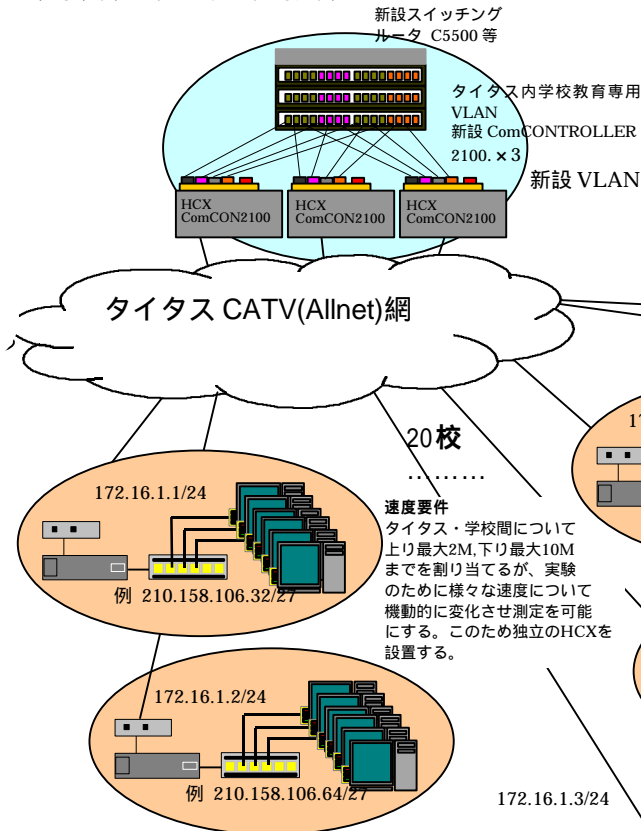 新設スイッチング
ルータ C5500 等
タイタス内学校教育専用
VLAN
新設 ComCONTROLLER
2100. × 3
新設 VLAN
HCX
ComCON2100
HCX
ComCON2100
HCX
ComCON2100
タイタス CATV(Allnet)網
20校
………
172.16.1.1/24
例 210.158.106.32/27
速度要件
タイタス・学校間について
上り最大2M,下り最大10M
までを割り当てるが、実験
のために様々な速度について
機動的に変化させ測定を可能
にする。このため独立のHCXを
設置する。
172.16.1.2/24
例 210.158.106.64/27
172.16.1.3/24